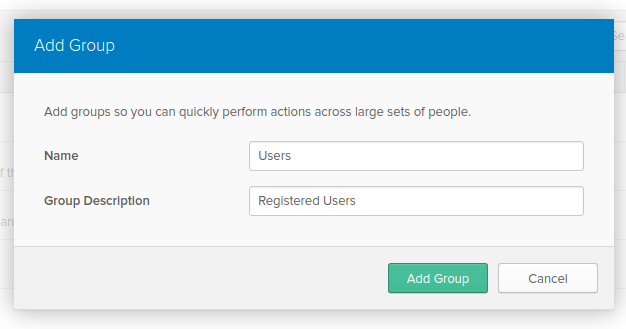 Add Group
Add groups so you can quickly perform actions across large sets of people.
Name Users
Group Description Registered Users
Add Group Cancel